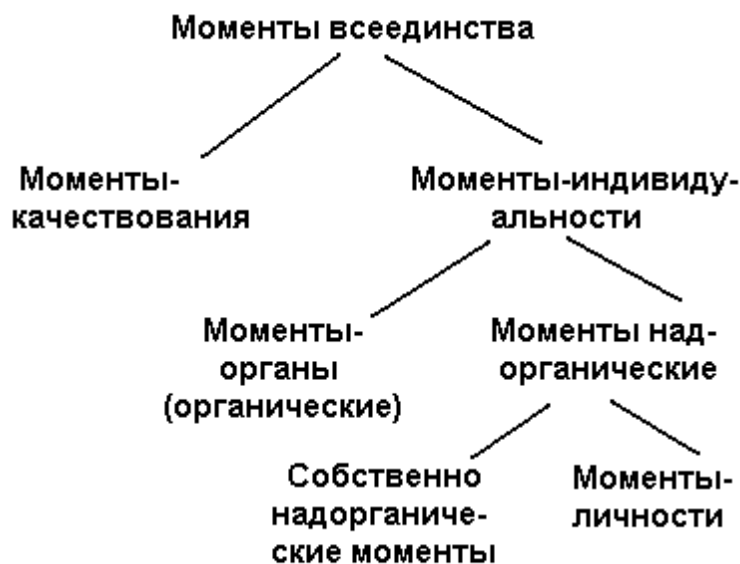 Моменты всеединства
Моменты-
качествования
Моменты-индивиду-
альности
Моменты-
органы
(органические)
Моменты над-
органические
Собственно
надорганиче-
ские моменты
Моменты-
личности